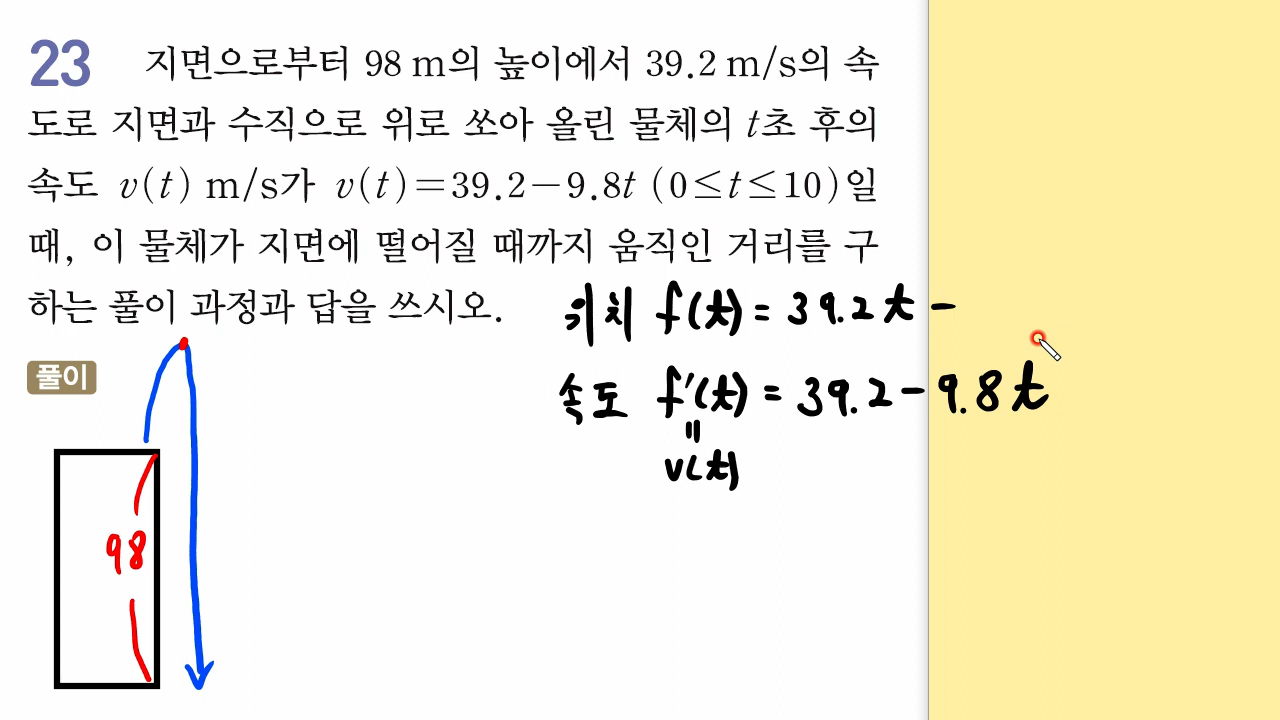 23 지면으로부터 98 m의 높이에서 39.2 m/s의 속
도로 지면과 수직으로 위로 쏘아 올린 물체의 t초 후의
속도 v(t) m/s가 v(t)=39.2-9.8t (0≤t≤10)일
때, 이 물체가 지면에 떨어질 때까지 움직인 거리를 구
하는 풀이 과정과 답을 쓰시오.
위치 f(t) = 39.2t -
풀이
속도 f'(t) = 39.2 - 9.8t
=
v(t)
98